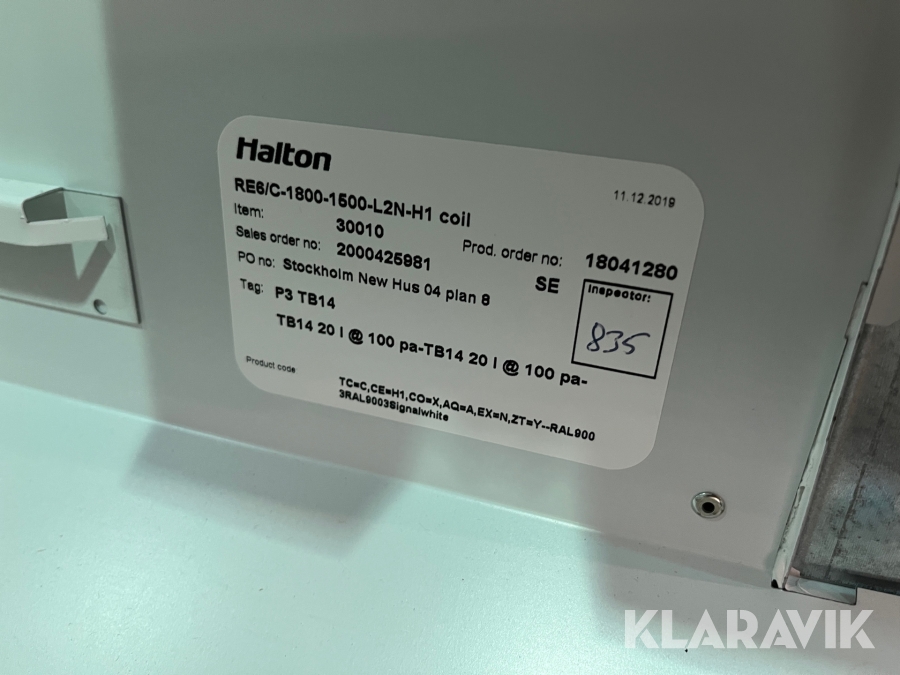 Halton
11.12.2019
RE6/C-1800-1500-L2N-H1 coil
Item: 30010
Prod. order no: 18041280
Sales order no: 2000425981
SE
PO no: Stockholm New Hus 04 plan 8
Inspector:
835
Tag: P3 TB14
TB14 20 l @ 100 pa-TB14 20 l @ 100 pa-
Product code
TC=C,CE=H1,CO=X,AQ=A,EX=N,ZT=Y--RAL900
3RAL9003Signalwhite
KLARAVIK